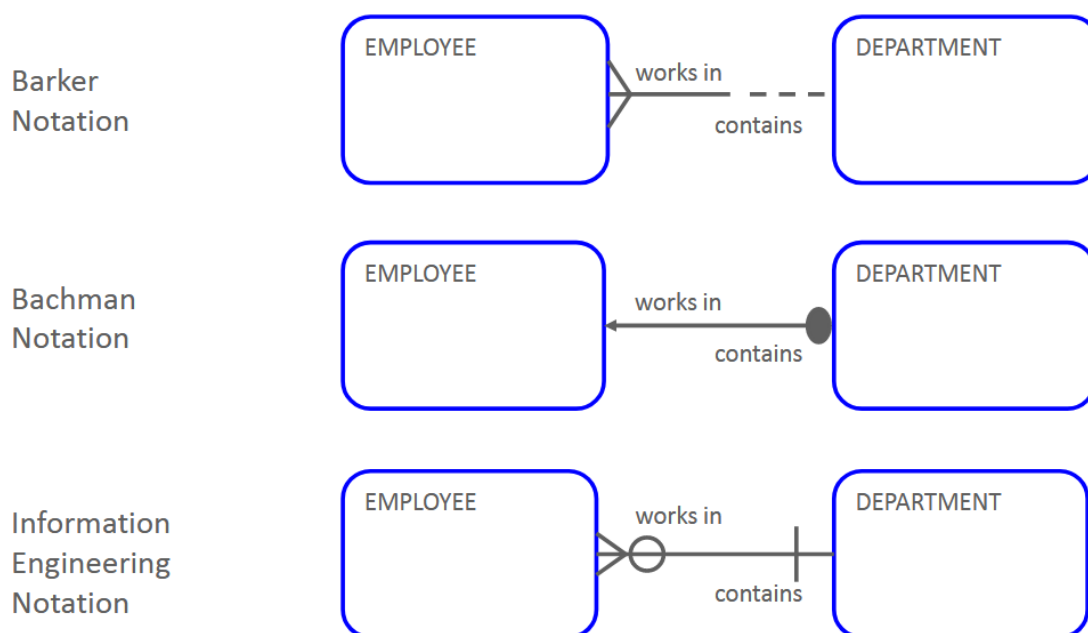 Barker
Notation
EMPLOYEE
works in
contains
DEPARTMENT
Bachman
Notation
EMPLOYEE
works in
contains
DEPARTMENT
Information
Engineering
Notation
EMPLOYEE
works in
contains
DEPARTMENT